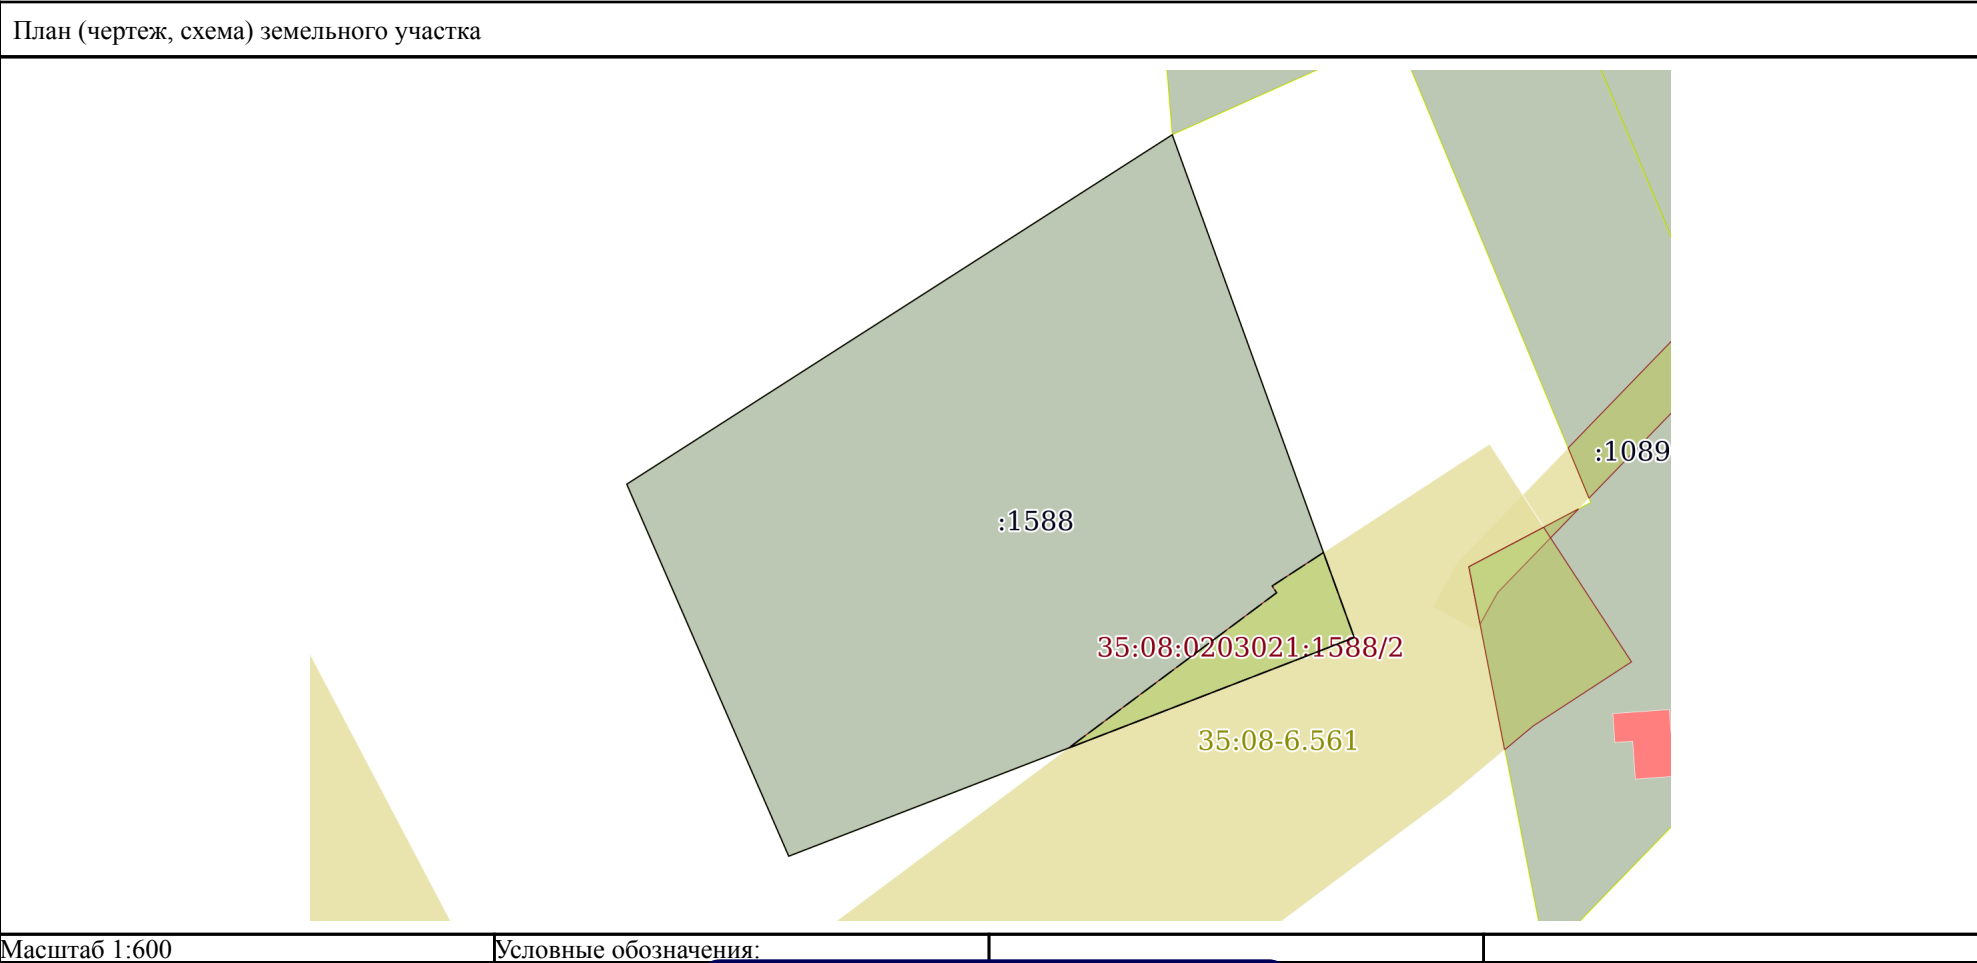 План (чертеж, схема) земельного участка
:1089
:1588
35:08:0203021:1588/2
35:08-6.561
Масштаб 1:600
Условные обозначения: